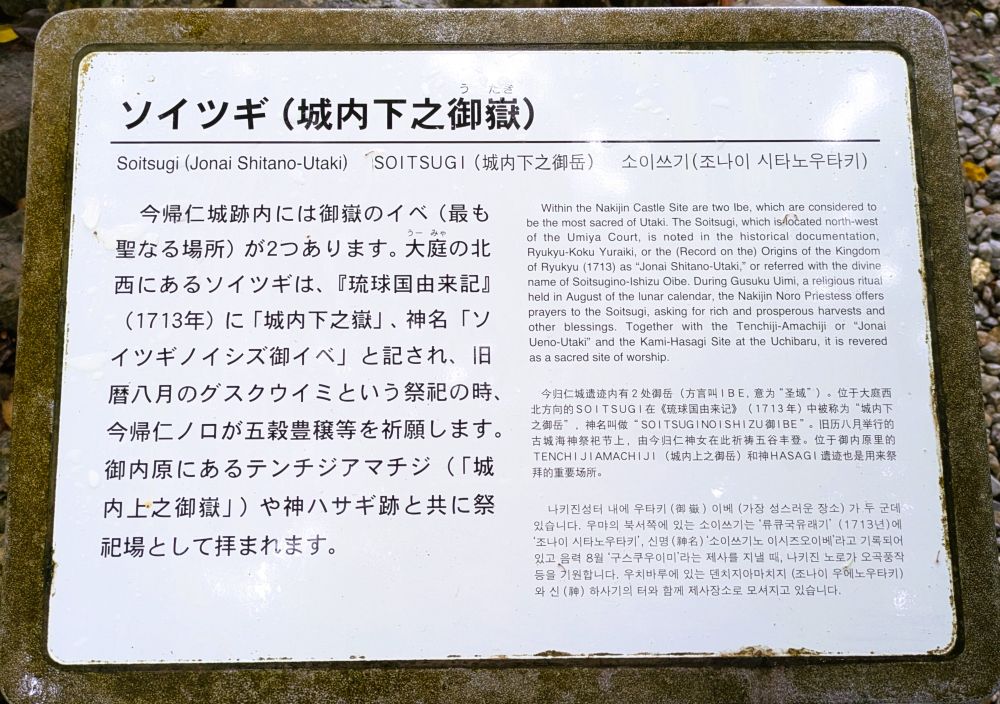 うたき
ソイツギ（城内下之御嶽）
Soitsugi (Jonai Shitano-Utaki)　SOITSUGI（城内下之御岳）　소이쓰기(조나이 시타노우타키)
今帰仁城跡内には御嶽のイベ（最も
聖なる場所）が2つあります。大庭の北
うー みゃ
西にあるソイツギは、『琉球国由来記』
（1713年）に「城内下之嶽」、神名「ソ
イツギノイシズ御イベ」と記され、旧
暦八月のグスクウイミという祭祀の時、
今帰仁ノロが五穀豊穣等を祈願します。
御内原にあるテンチジアマチジ（「城
内上之御嶽」）や神ハサギ跡と共に祭
祀場として拝まれます。
Within the Nakijin Castle Site are two Ibe, which are considered to
be the most sacred of Utaki. The Soitsugi, which is located north-west
of the Umiya Court, is noted in the historical documentation,
Ryukyu-Koku Yuraiki, or the (Record on the) Origins of the Kingdom
of Ryukyu (1713) as “Jonai Shitano-Utaki,” or referred with the divine
name of Soitsugino-Ishizu Oibe. During Gusuku Uimi, a religious ritual
held in August of the lunar calendar, the Nakijin Noro Priestess offers
prayers to the Soitsugi, asking for rich and prosperous harvests and
other blessings. Together with the Tenchiji-Amachiji or “Jonai
Ueno-Utaki” and the Kami-Hasagi Site at the Uchibaru, it is revered
as a sacred site of worship.
今归仁城遗迹内有２处御岳（方言叫IBE，意为“圣域”）。位于大庭西
北方向的SOITSUGI在《琉球国由来记》（1713年）中被称为“城内下
之御岳”，神名叫做“SOITSUGINOISHIZU御IBE”。旧历八月举行的
古城海神祭祀节上，由今归仁神女在此祈祷五谷丰登。位于御内原里的
TENCHIJIAMACHIJI（城内上之御岳）和神HASAGI遗迹也是用来祭
拜的重要场所。
나키진성터 내에 우타키(御嶽) 이베 (가장 성스러운 장소) 가 두 군데
있습니다. 우먀의 북서쪽에 있는 소이쓰기는 ‘류큐국유래기’ (1713년)에
‘조나이 시타노우타키’, 신명(神名) ‘소이쓰기노 이시즈오이베’라고 기록되어
있고 음력 8월 ‘구스쿠우이미’라는 제사를 지낼 때, 나키진 노로가 오곡풍작
등을 기원합니다. 우치바루에 있는 덴치지아마치지 (조나이 우에노우타키)
와 신(神) 하사기의 터와 함께 제사장소로 모셔지고 있습니다.